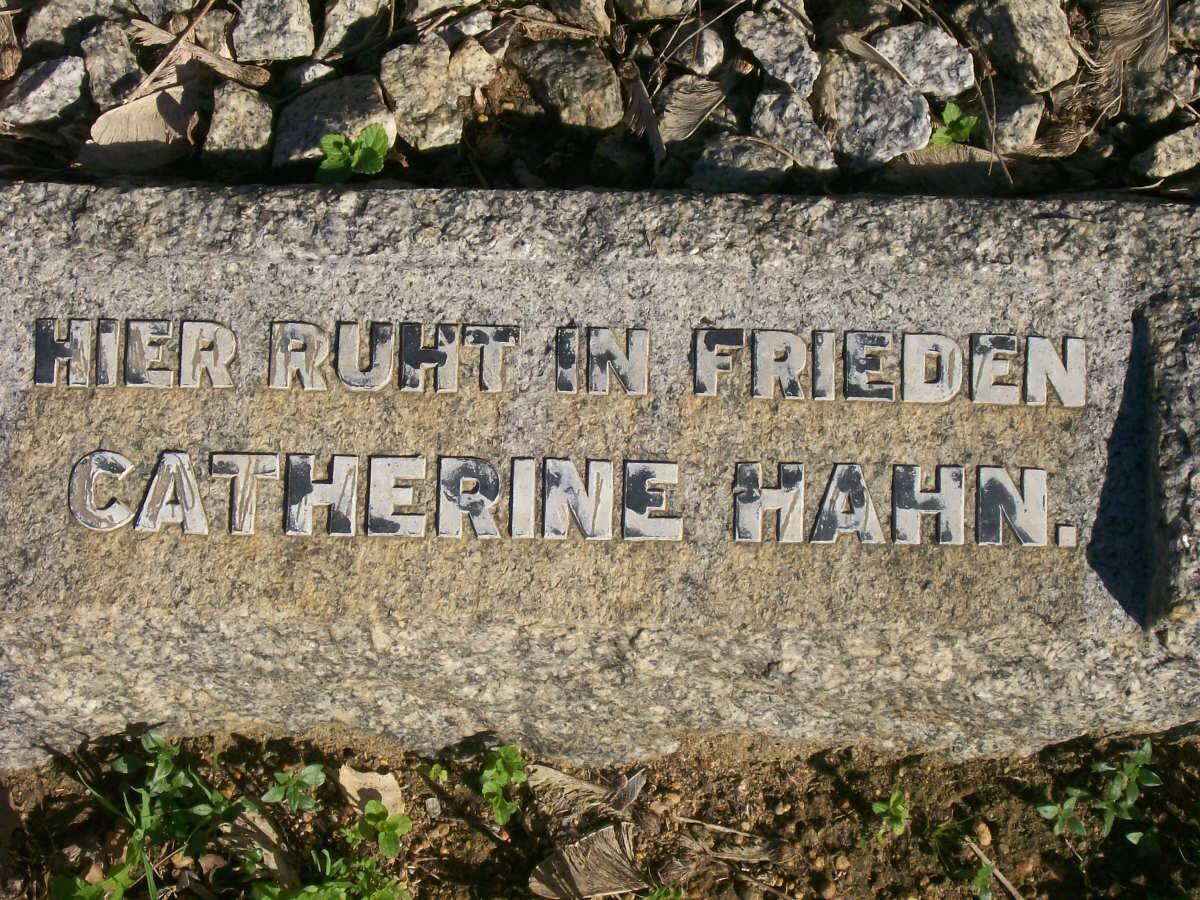 HIER RUHT IN FRIEDEN
CATHERINE HAHN.